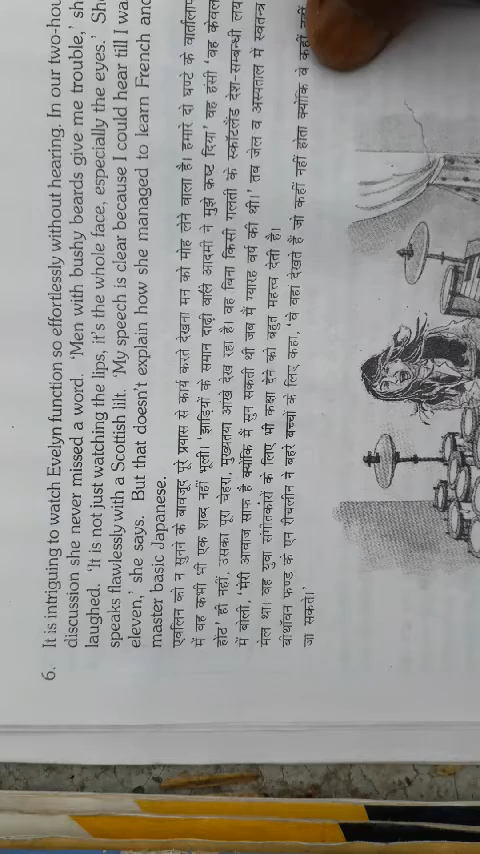 6. It is intriguing to watch Evelyn function so effortlessly without hearing. In our two-hou
discussion she never missed a word. 'Men with bushy beards give me trouble,' sh
laughed. 'It is not just watching the lips, it's the whole face, especially the eyes.' She
speaks flawlessly with a Scottish lilt. 'My speech is clear because I could hear till I wa
eleven,' she says. But that doesn't explain how she managed to learn French and
master basic Japanese.
एवलिन को न सुनने के बावजूद पूरे प्रयास से कार्य करते देखना मन को मोह लेने वाला है। हमारे दो घण्टे के वार्तालाप
में वह कभी भी एक शब्द नहीं भूली। 'झाड़ियों के समान दाढ़ी वाले आदमी ने मुझे कष्ट दिया' वह हंसी 'वह केवल
होंट' ही नहीं, उसका पूरा चेहरा, मुख्यतया आंखे देख रहा है। वह बिना किसी गलती के स्कॉटलैंड देश-सम्बन्धी लय
में बोली, 'मेरी आवाज साफ है क्योंकि मैं सुन सकती थी जब मैं ग्यारह वर्ष की थी।' तब जेल व अस्पताल में स्वतन्त्र
मेल था। वह युवा संगीतकारों के लिए भी कक्षा देने को बहुत महत्त्व देती है।
बीथॉवन फण्ड के एन रीचलीन ने बहरे बच्चों के लिए कहा, 'वे वहां देखते हैं जो कहीं नहीं होता क्योंकि वे कहीं नहीं
जा सकते।'